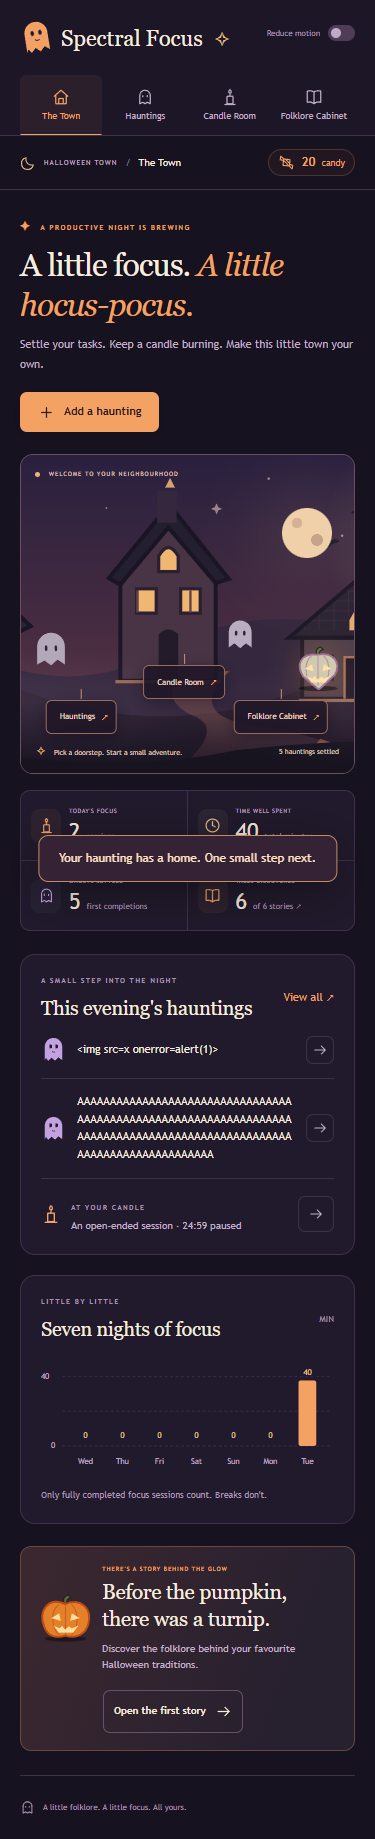 Spectral Focus
Reduce motion
The Town
Hauntings
Candle Room
Folklore Cabinet
HALLOWEEN TOWN / The Town
20 candy
A PRODUCTIVE NIGHT IS BREWING
A little focus. A little
hocus-pocus.
Settle your tasks. Keep a candle burning. Make this little town your
own.
+ Add a haunting
WELCOME TO YOUR NEIGHBOURHOOD
Candle Room ↗
Hauntings ↗
Folklore Cabinet ↗
Pick a doorstep. Start a small adventure.
5 hauntings settled
TODAY'S FOCUS
2
TIME WELL SPENT
40
Your haunting has a home. One small step next.
5 first completions
6 of 6 stories ↗
A SMALL STEP INTO THE NIGHT
This evening's hauntings
View all ↗
<img src=x onerror=alert(1)>
AAAAAAAAAAAAAAAAAAAAAAAAAAAAAAAAA
AAAAAAAAAAAAAAAAAAAAAAAAAAAAAAAAA
AAAAAAAAAAAAAAAAAAAAAAAAAAAAAAAAA
AAAAAAAAAAAAAAAAAAAAA
AT YOUR CANDLE
An open-ended session · 24:59 paused
LITTLE BY LITTLE
Seven nights of focus
MIN
40
40
0 0 0 0 0 0
0
Wed Thu Fri Sat Sun Mon Tue
Only fully completed focus sessions count. Breaks don't.
THERE'S A STORY BEHIND THE GLOW
Before the pumpkin,
there was a turnip.
Discover the folklore behind your favourite
Halloween traditions.
Open the first story →
A little folklore. A little focus. All yours.